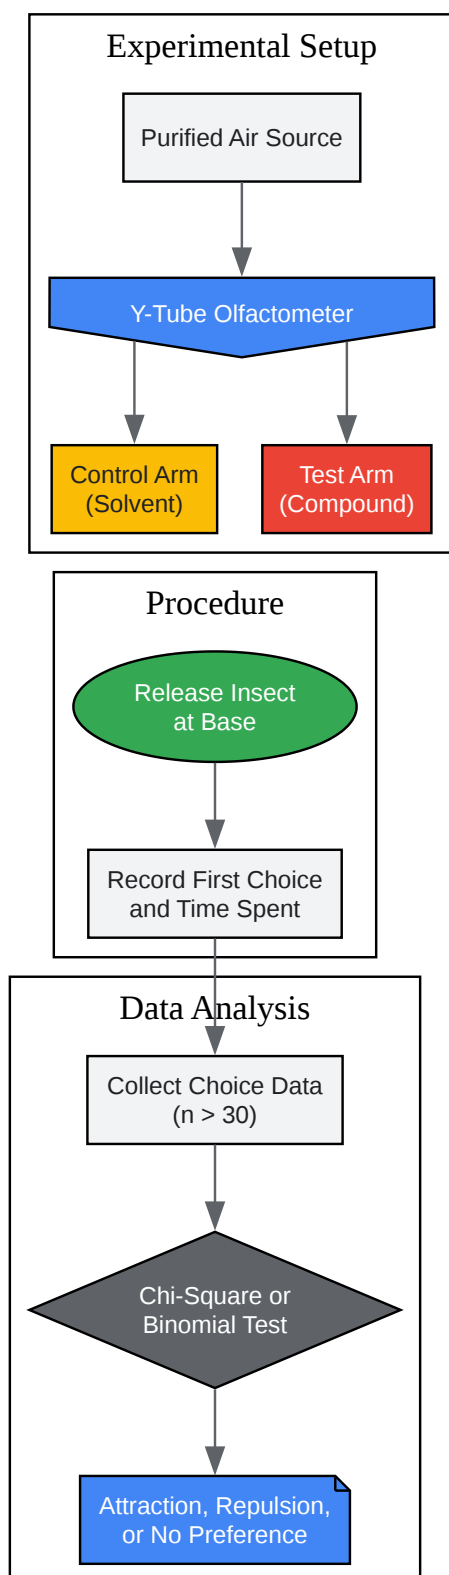 Experimental Setup
Purified Air Source
Y-Tube Olfactometer
Control Arm
(Solvent)
Test Arm
(Compound)
Procedure
Release Insect
at Base
Record First Choice
and Time Spent
Data Analysis
Collect Choice Data
(n > 30)
Chi-Square or
Binomial Test
Attraction, Repulsion,
or No Preference